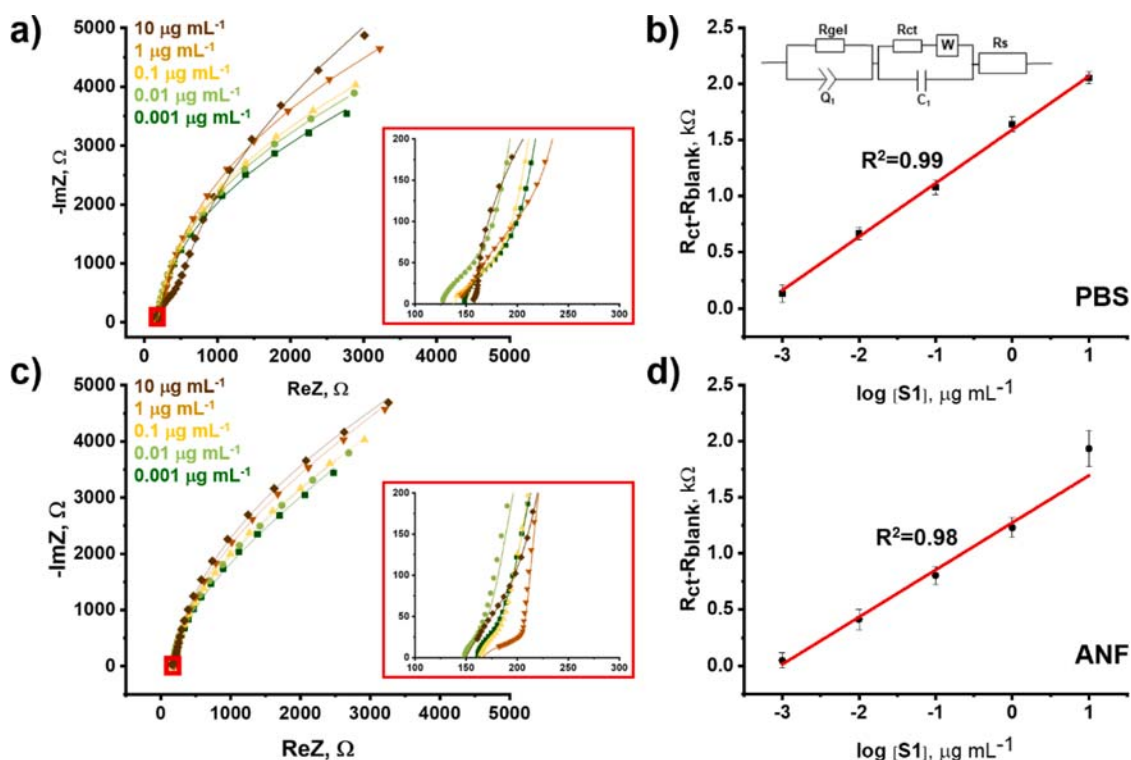 a)
10 μg mL-1
1 μg mL-1
0.1 μg mL-1
0.01 μg mL-1
0.001 μg mL-1
5000
4000
3000
2000
1000
0
-ImZ, Ω
200
150
100
50
0
100 150 200 250 300
0 1000 2000 3000 4000 5000
ReZ, Ω
b)
Rgel
Rct
W
Rs
Q1
C1
2.5
2.0
1.5
1.0
0.5
0.0
Rct-Rblank, kΩ
R2=0.99
PBS
-3 -2 -1 0 1
log [S1], μg mL-1
c)
10 μg mL-1
1 μg mL-1
0.1 μg mL-1
0.01 μg mL-1
0.001 μg mL-1
5000
4000
3000
2000
1000
0
-ImZ, Ω
200
150
100
50
0
100 150 200 250 300
0 1000 2000 3000 4000 5000
ReZ, Ω
d)
2.5
2.0
1.5
1.0
0.5
0.0
Rct-Rblank, kΩ
R2=0.98
ANF
-3 -2 -1 0 1
log [S1], μg mL-1